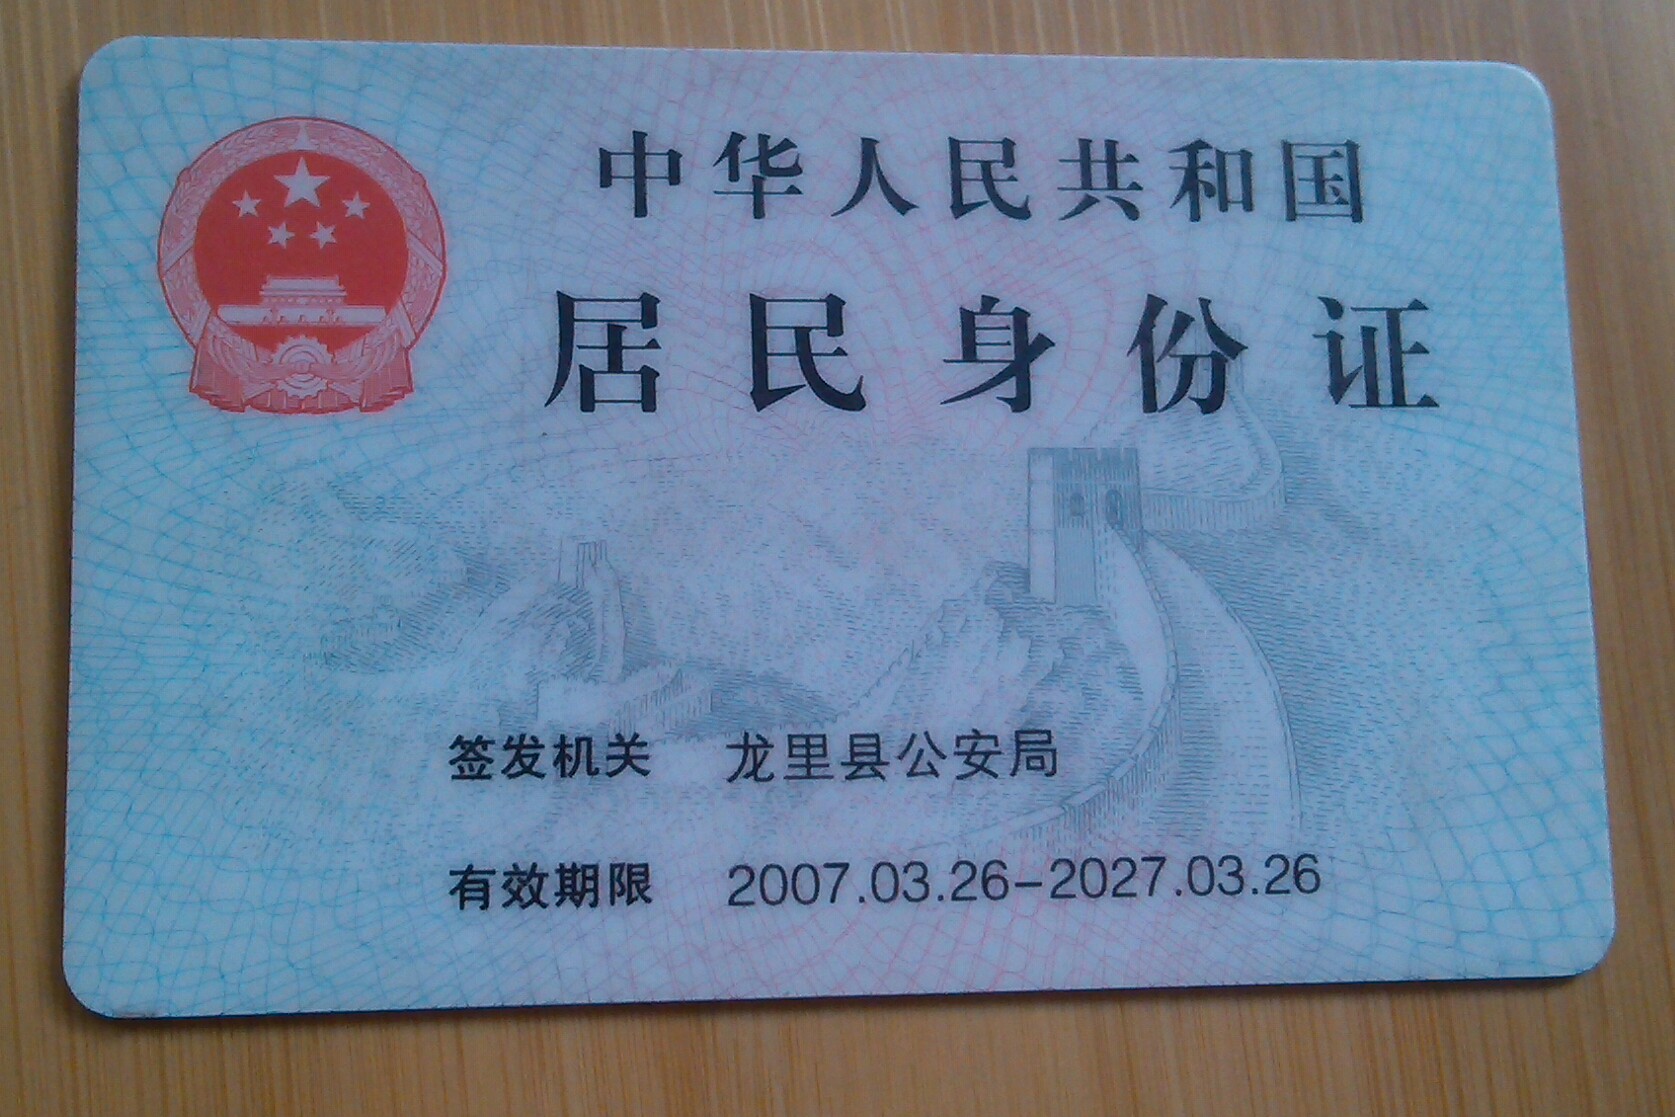 中华人民共和国
居民身份证
签发机关 龙里县公安局
有效期限 2007.03.26-2027.03.26